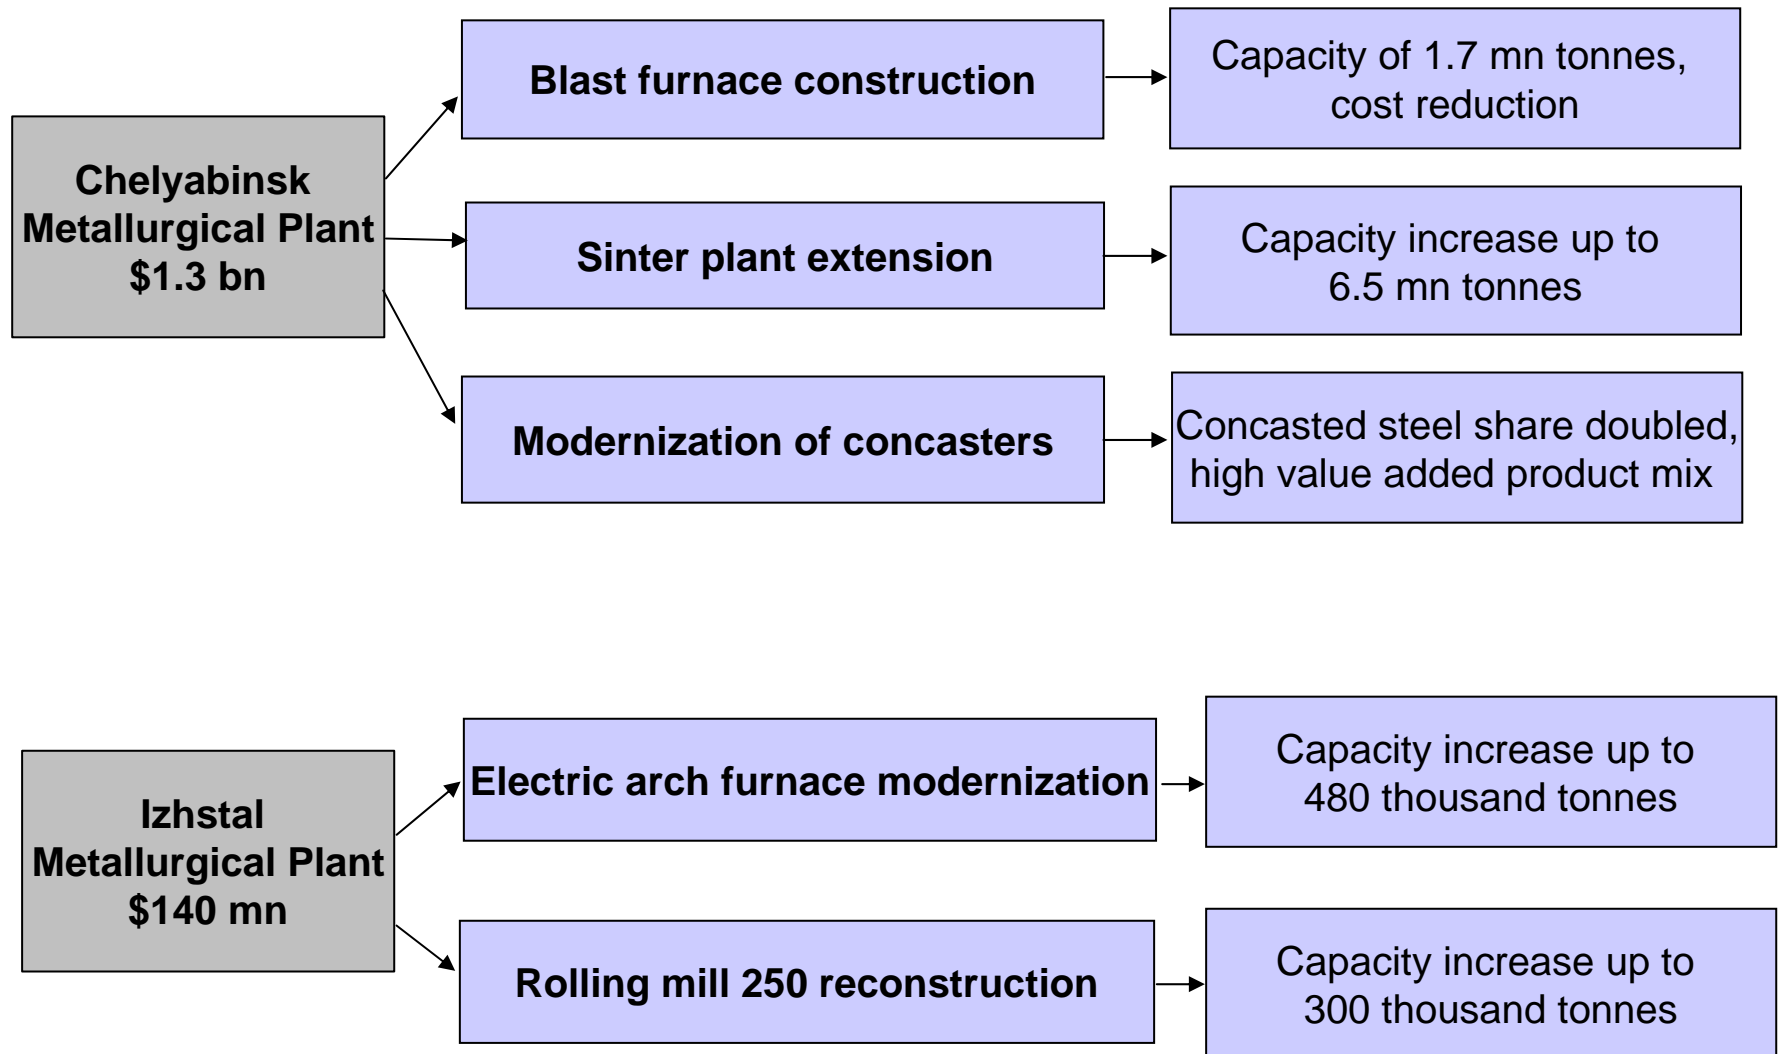 Chelyabinsk
Metallurgical Plant
$1.3 bn
Blast furnace construction
Capacity of 1.7 mn tonnes,
cost reduction
Sinter plant extension
Capacity increase up to
6.5 mn tonnes
Modernization of concasters
Concasted steel share doubled,
high value added product mix
Izhstal
Metallurgical Plant
$140 mn
Electric arch furnace modernization
Capacity increase up to
480 thousand tonnes
Rolling mill 250 reconstruction
Capacity increase up to
300 thousand tonnes